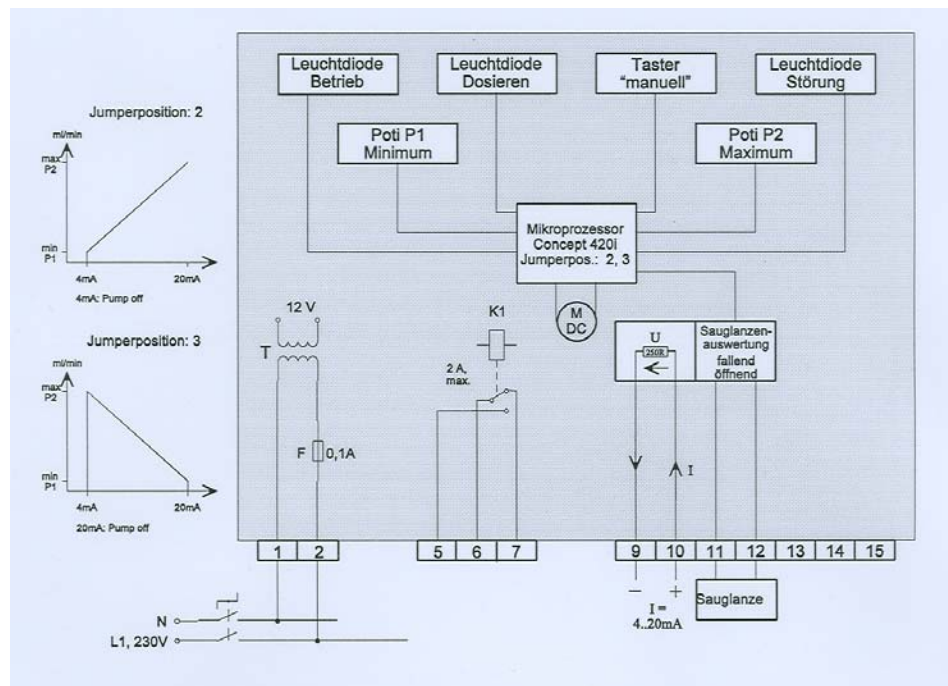 Leuchtdiode
Betrieb
Leuchtdiode
Dosieren
Taster
"manuell"
Leuchtdiode
Störung
Poti P1
Minimum
Poti P2
Maximum
Mikroprozessor
Concept 420i
Jumperpos.: 2, 3
M
DC
Jumperposition: 2
ml/min
max
P2
min
P1
4mA
20mA
4mA: Pump off
Jumperposition: 3
ml/min
max
P2
min
P1
4mA
20mA
20mA: Pump off
12 V
T
F
0,1A
K1
2 A,
max.
U
250R
Sauglanzen-
auswertung
fallend
öffnend
I
1 2
5 6 7
9 10 11 12 13 14 15
N
L1, 230V
− +
I =
4..20mA
Sauglanze